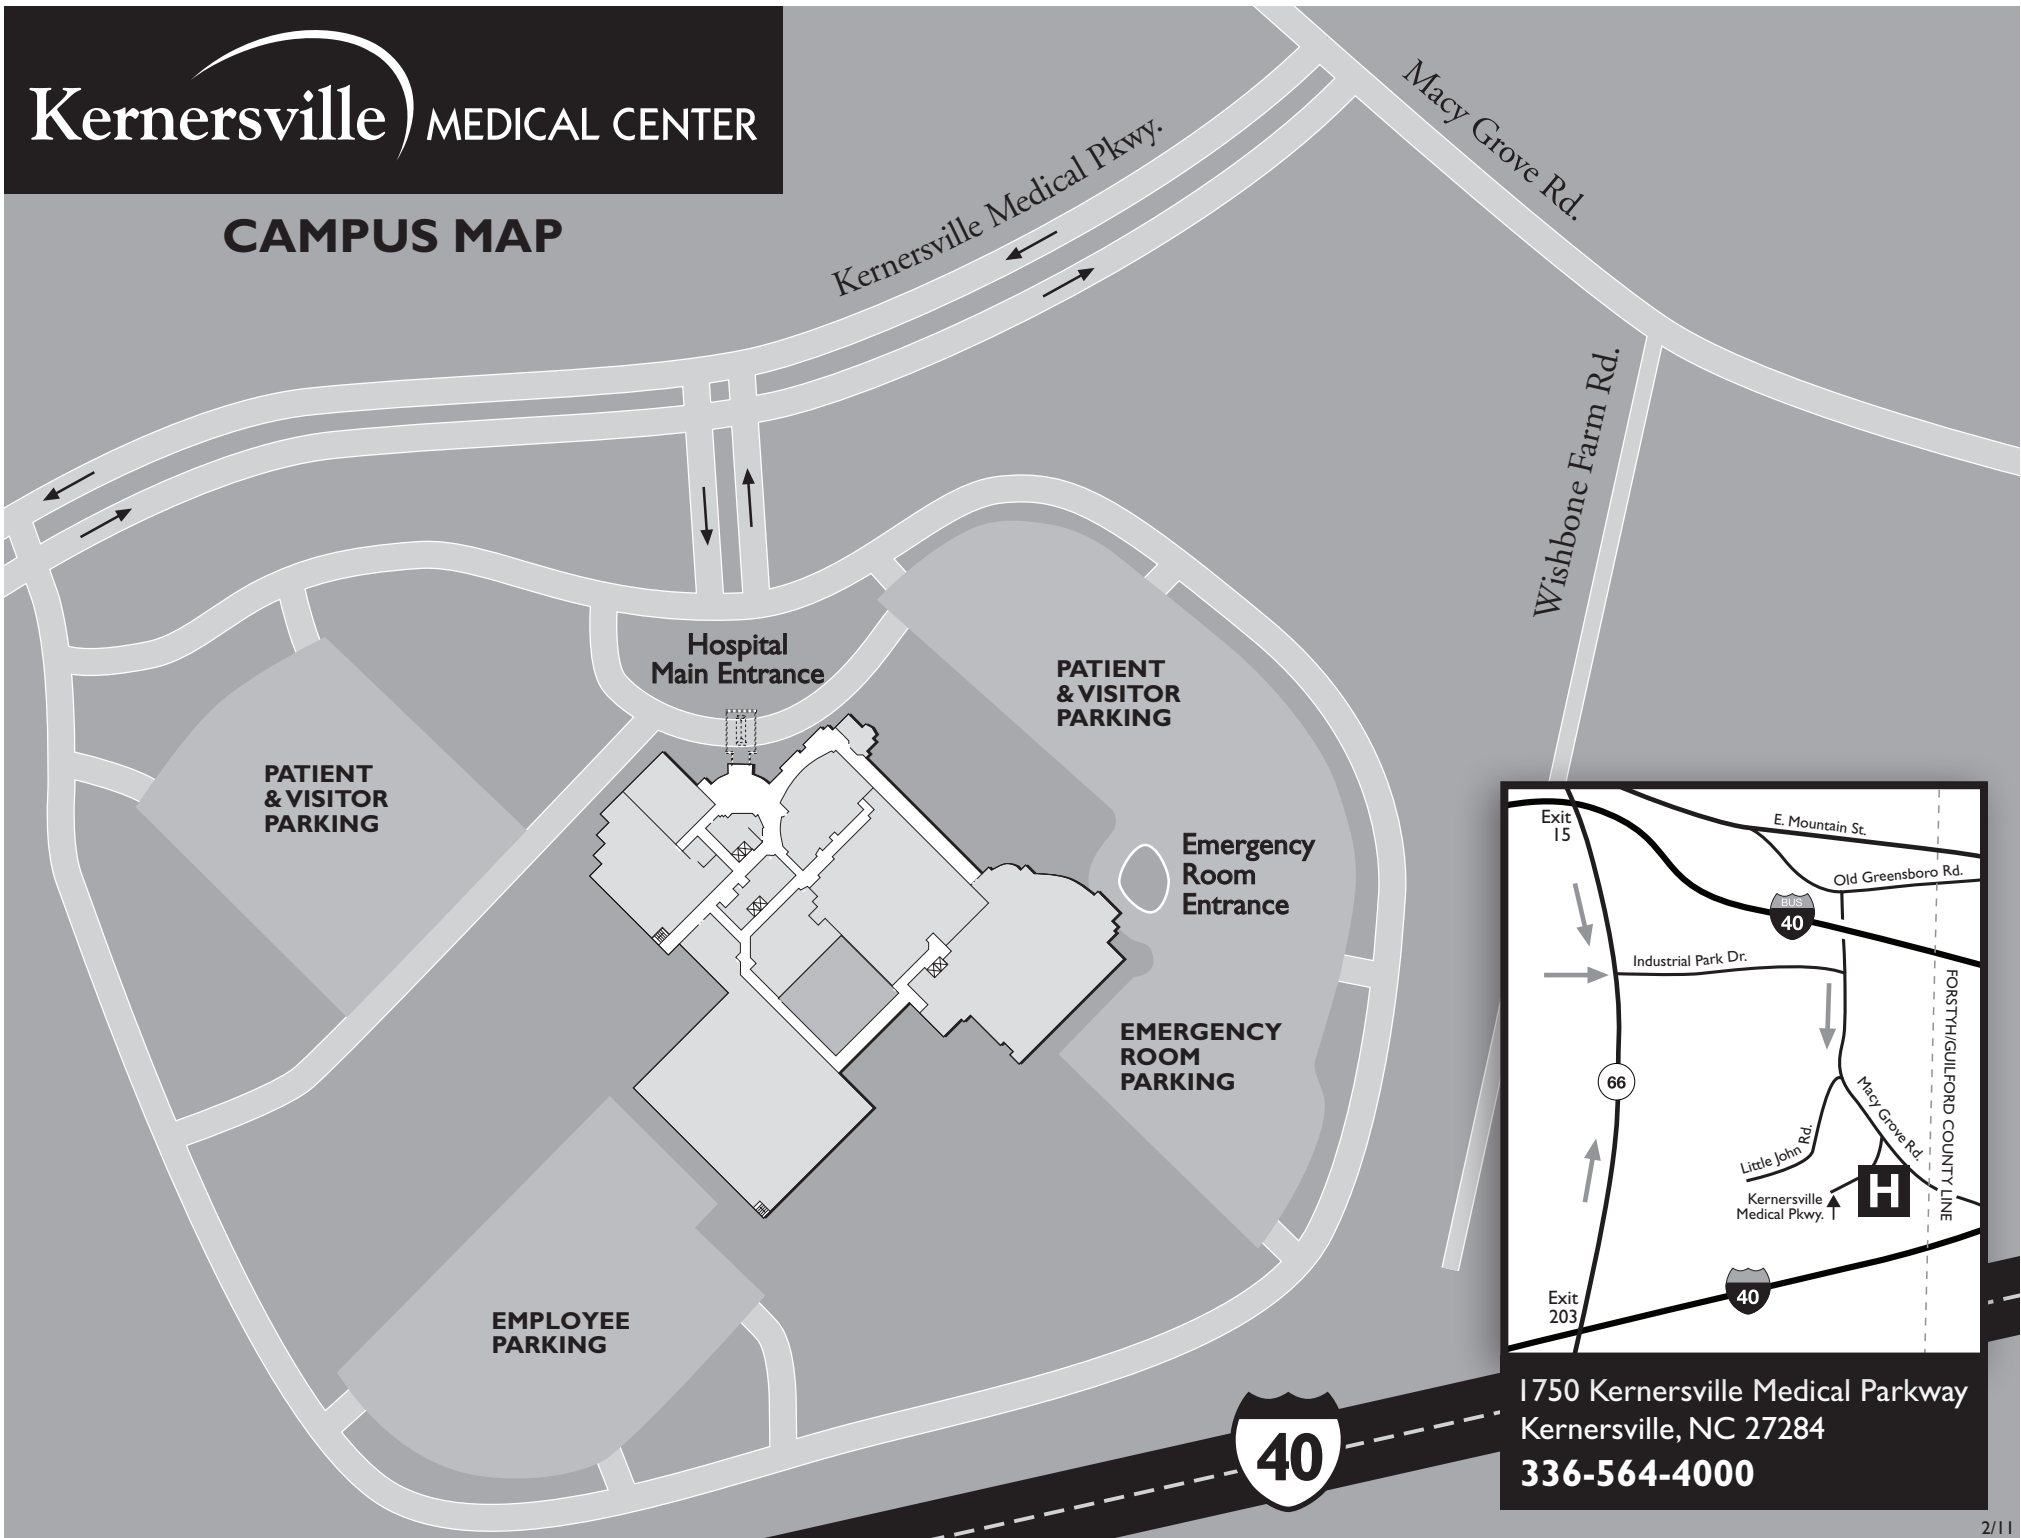 Kernersville MEDICAL CENTER
CAMPUS MAP
Kernersville Medical Pkwy.
Macy Grove Rd.
Wishbone Farm Rd.
Hospital
Main Entrance
PATIENT
& VISITOR
PARKING
PATIENT
& VISITOR
PARKING
Emergency
Room
Entrance
EMERGENCY
ROOM
PARKING
EMPLOYEE
PARKING
40
Exit
15
E. Mountain St.
Old Greensboro Rd.
BUS
40
Industrial Park Dr.
FORSTYH/GUILFORD COUNTY LINE
66
Macy Grove Rd.
Little John Rd.
H
Kernersville
Medical Pkwy.
Exit
203
40
1750 Kernersville Medical Parkway
Kernersville, NC 27284
336-564-4000
2/11